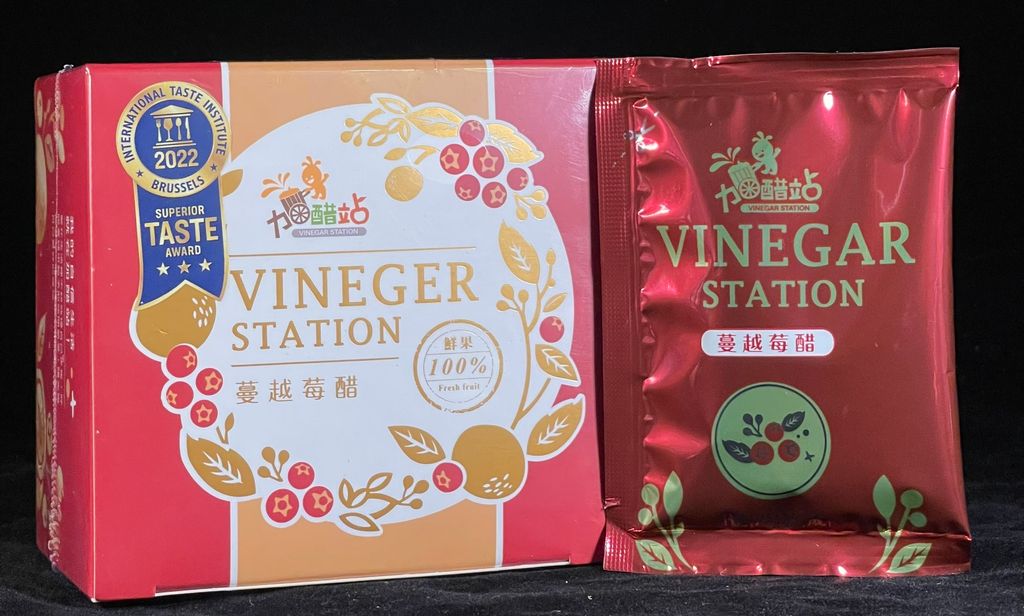 INTERNATIONAL TASTE INSTITUTE
2022
BRUSSELS
SUPERIOR
TASTE
AWARD
加醋站
VINEGAR STATION
VINEGER
STATION
蔓越莓醋
鮮果
100%
Fresh fruit
加醋站
VINEGAR STATION
VINEGAR
STATION
蔓越莓醋